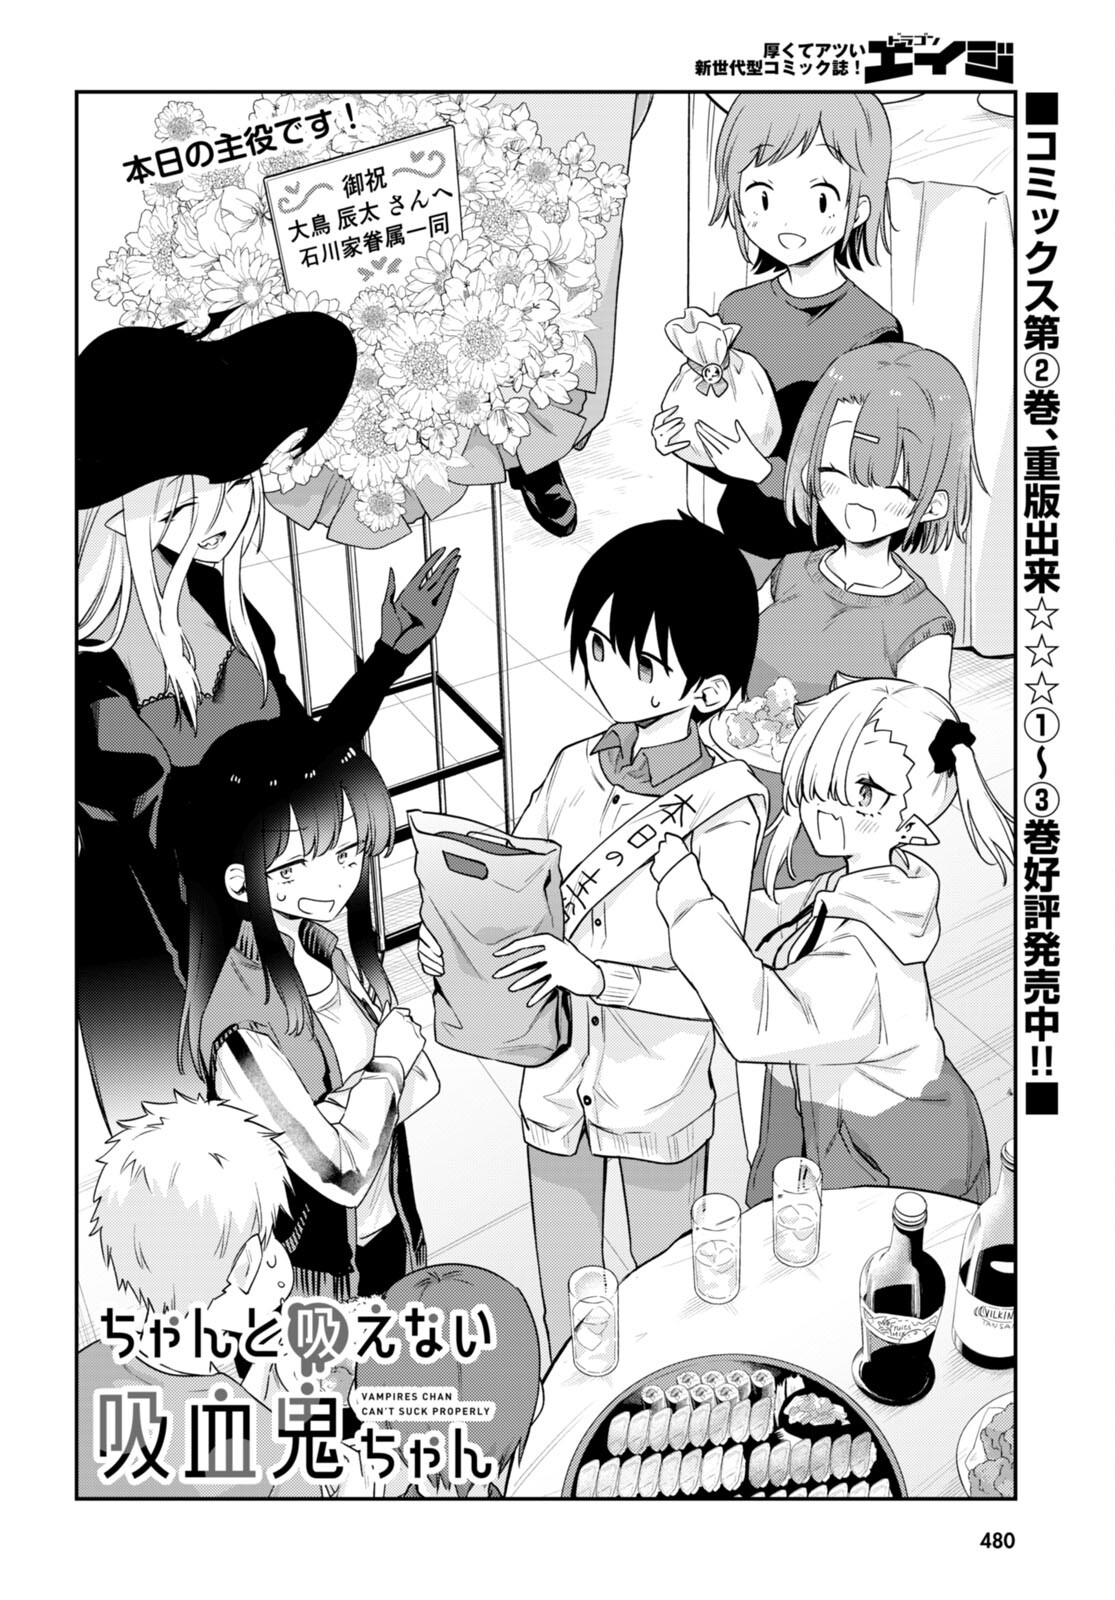 厚くてアツい
新世代型コミック誌!
ドラゴン
エイジ
■コミックス第②巻、重版出来☆☆☆①〜③巻好評発売中!!■
本日の主役です!
御祝
大鳥 辰太 さんへ
石川家眷属一同
本日の主役
ちゃんと吸えない
吸血鬼ちゃん
VAMPIRES CHAN
CAN'T SUCK PROPERLY
WILKIN
TANSA
480